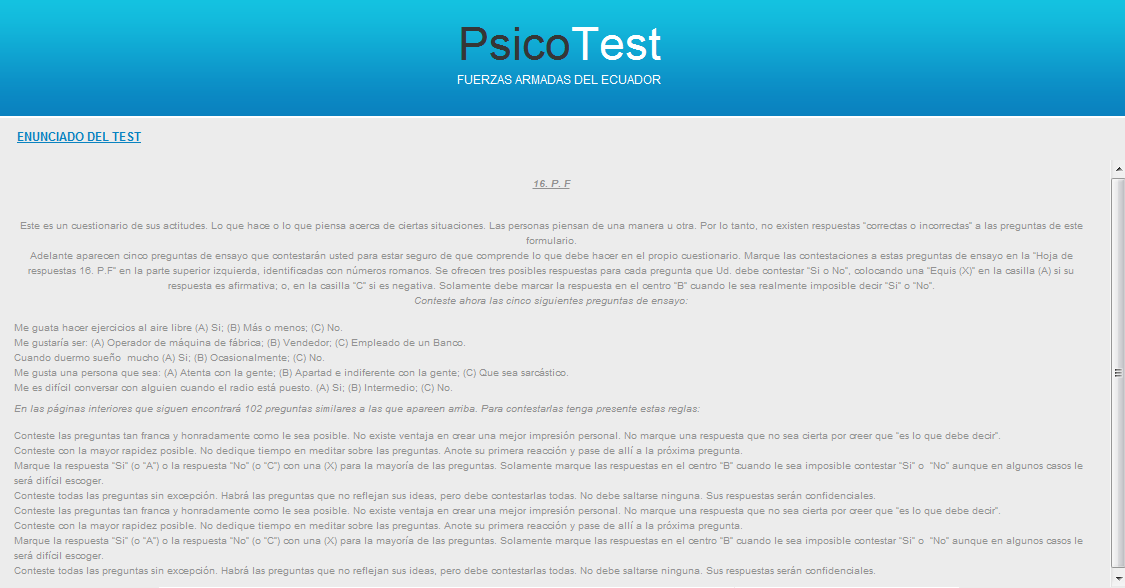 PsicoTest
FUERZAS ARMADAS DEL ECUADOR
ENUNCIADO DEL TEST
16. P. F
Este es un cuestionario de sus actitudes. Lo que hace o lo que piensa acerca de ciertas situaciones. Las personas piensan de una manera u otra. Por lo tanto, no existen respuestas “correctas o incorrectas” a las preguntas de este
formulario.
Adelante aparecen cinco preguntas de ensayo que contestarán usted para estar seguro de que comprende lo que debe hacer en el propio cuestionario. Marque las contestaciones a estas preguntas de ensayo en la “Hoja de
respuestas 16. P.F” en la parte superior izquierda, identificadas con números romanos. Se ofrecen tres posibles respuestas para cada pregunta que Ud. debe contestar “Si o No”, colocando una “Equis (X)” en la casilla (A) si su
respuesta es afirmativa; o, en la casilla “C” si es negativa. Solamente debe marcar la respuesta en el centro “B” cuando le sea realmente imposible decir “Si” o “No”.
Conteste ahora las cinco siguientes preguntas de ensayo:
Me guata hacer ejercicios al aire libre (A) Si; (B) Más o menos; (C) No.
Me gustaría ser: (A) Operador de máquina de fábrica; (B) Vendedor; (C) Empleado de un Banco.
Cuando duermo sueño mucho (A) Si; (B) Ocasionalmente; (C) No.
Me gusta una persona que sea: (A) Atenta con la gente; (B) Apartad e indiferente con la gente; (C) Que sea sarcástico.
Me es difícil conversar con alguien cuando el radio está puesto. (A) Si; (B) Intermedio; (C) No.
En las páginas interiores que siguen encontrará 102 preguntas similares a las que apareen arriba. Para contestarlas tenga presente estas reglas:
Conteste las preguntas tan franca y honradamente como le sea posible. No existe ventaja en crear una mejor impresión personal. No marque una respuesta que no sea cierta por creer que “es lo que debe decir”.
Conteste con la mayor rapidez posible. No dedique tiempo en meditar sobre las preguntas. Anote su primera reacción y pase de allí a la próxima pregunta.
Marque la respuesta “Si” (o “A”) o la respuesta “No” (o “C”) con una (X) para la mayoría de las preguntas. Solamente marque las respuestas en el centro “B” cuando le sea imposible contestar “Si” o “No” aunque en algunos casos le
será difícil escoger.
Conteste todas las preguntas sin excepción. Habrá las preguntas que no reflejan sus ideas, pero debe contestarlas todas. No debe saltarse ninguna. Sus respuestas serán confidenciales.
Conteste las preguntas tan franca y honradamente como le sea posible. No existe ventaja en crear una mejor impresión personal. No marque una respuesta que no sea cierta por creer que “es lo que debe decir”.
Conteste con la mayor rapidez posible. No dedique tiempo en meditar sobre las preguntas. Anote su primera reacción y pase de allí a la próxima pregunta.
Marque la respuesta “Si” (o “A”) o la respuesta “No” (o “C”) con una (X) para la mayoría de las preguntas. Solamente marque las respuestas en el centro “B” cuando le sea imposible contestar “Si” o “No” aunque en algunos casos le
será difícil escoger.
Conteste todas las preguntas sin excepción. Habrá las preguntas que no reflejan sus ideas, pero debe contestarlas todas. No debe saltarse ninguna. Sus respuestas serán confidenciales.